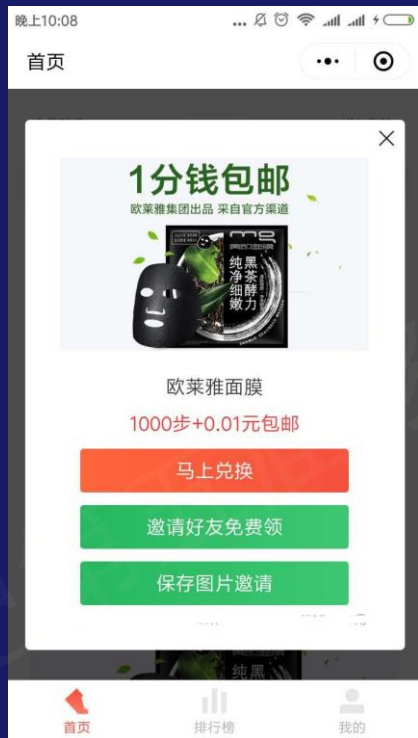 晚上10:08
首页
1分钱包邮
欧莱雅集团出品 采自官方渠道
mg
黑茶酵力
纯净细嫩
欧莱雅面膜
1000步+0.01元包邮
马上兑换
邀请好友免费领
保存图片邀请
纯黑
首页
排行榜
我的